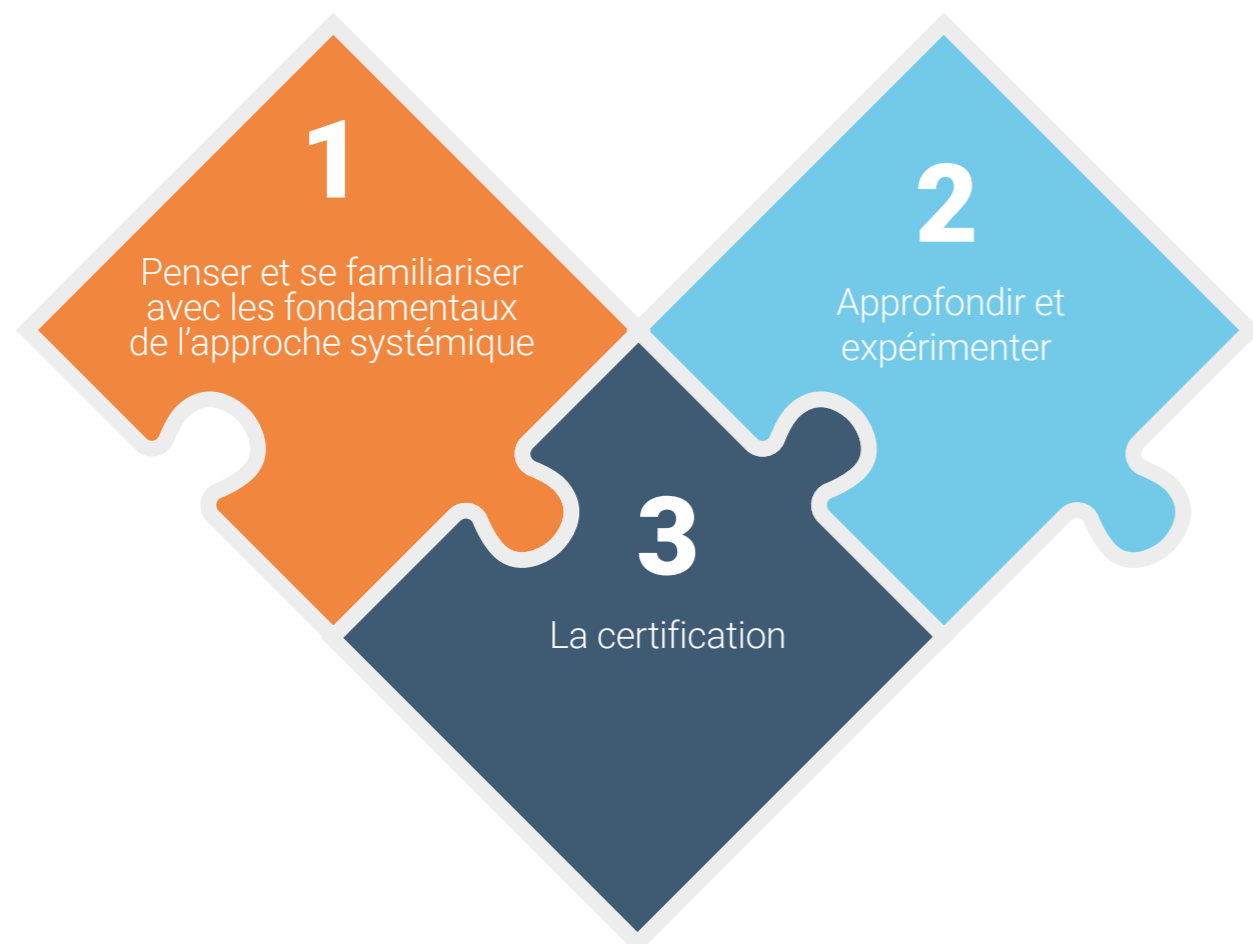 1
Penser et se familiariser
avec les fondamentaux
de l’approche systémique
2
Approfondir et
expérimenter
3
La certification